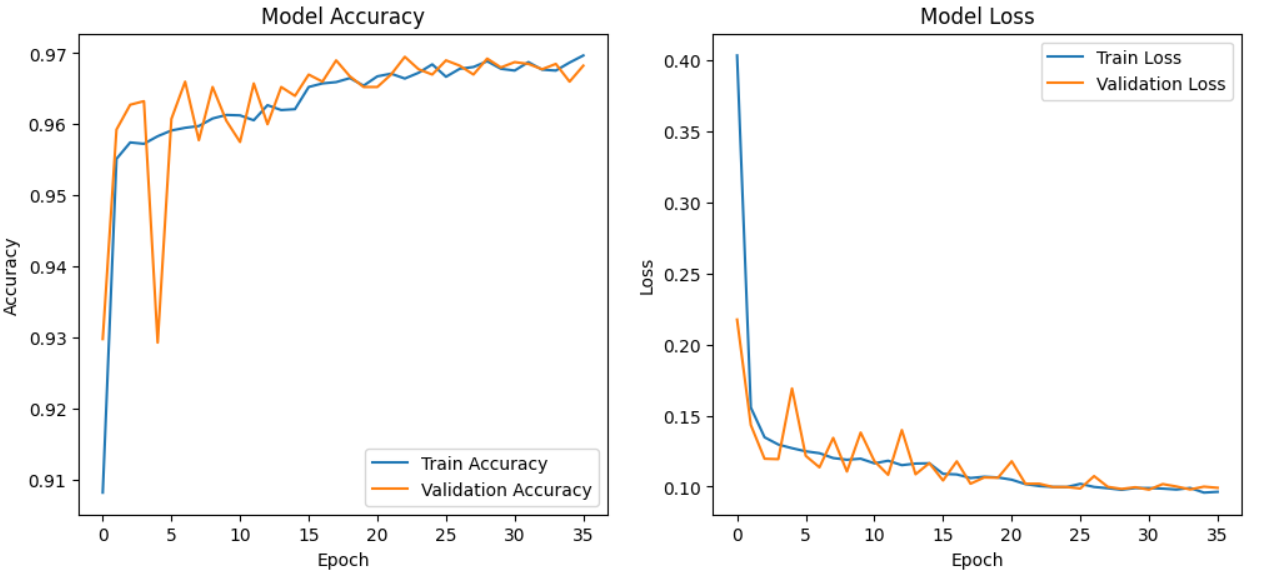 Model Accuracy
0.97
0.96
0.95
0.94
0.93
0.92
0.91
Accuracy
0 5 10 15 20 25 30 35
Epoch
Train Accuracy
Validation Accuracy
Model Loss
0.40
0.35
0.30
0.25
0.20
0.15
0.10
Loss
0 5 10 15 20 25 30 35
Epoch
Train Loss
Validation Loss